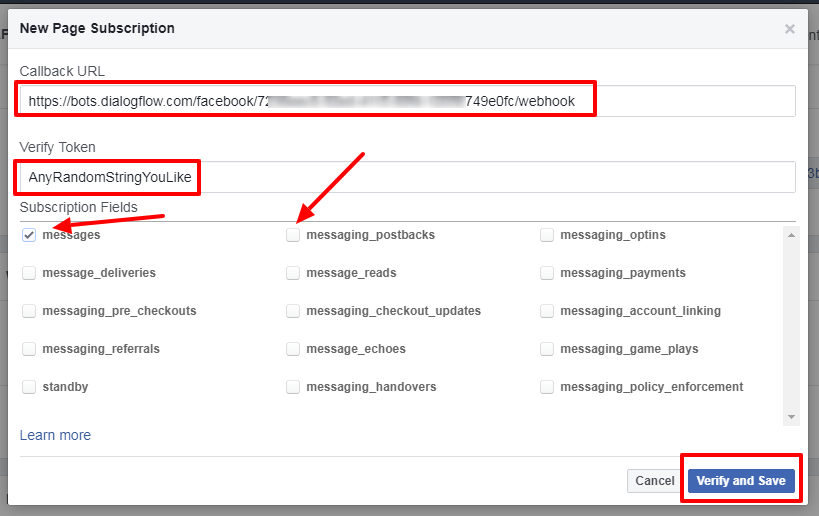 New Page Subscription
×
Callback URL
https://bots.dialogflow.com/facebook/72 749e0fc/webhook
Verify Token
AnyRandomStringYouLike
Subscription Fields
messages messaging_postbacks messaging_optins
message_deliveries message_reads messaging_payments
messaging_pre_checkouts messaging_checkout_updates messaging_account_linking
messaging_referrals message_echoes messaging_game_plays
standby messaging_handovers messaging_policy_enforcement
Learn more
Cancel Verify and Save